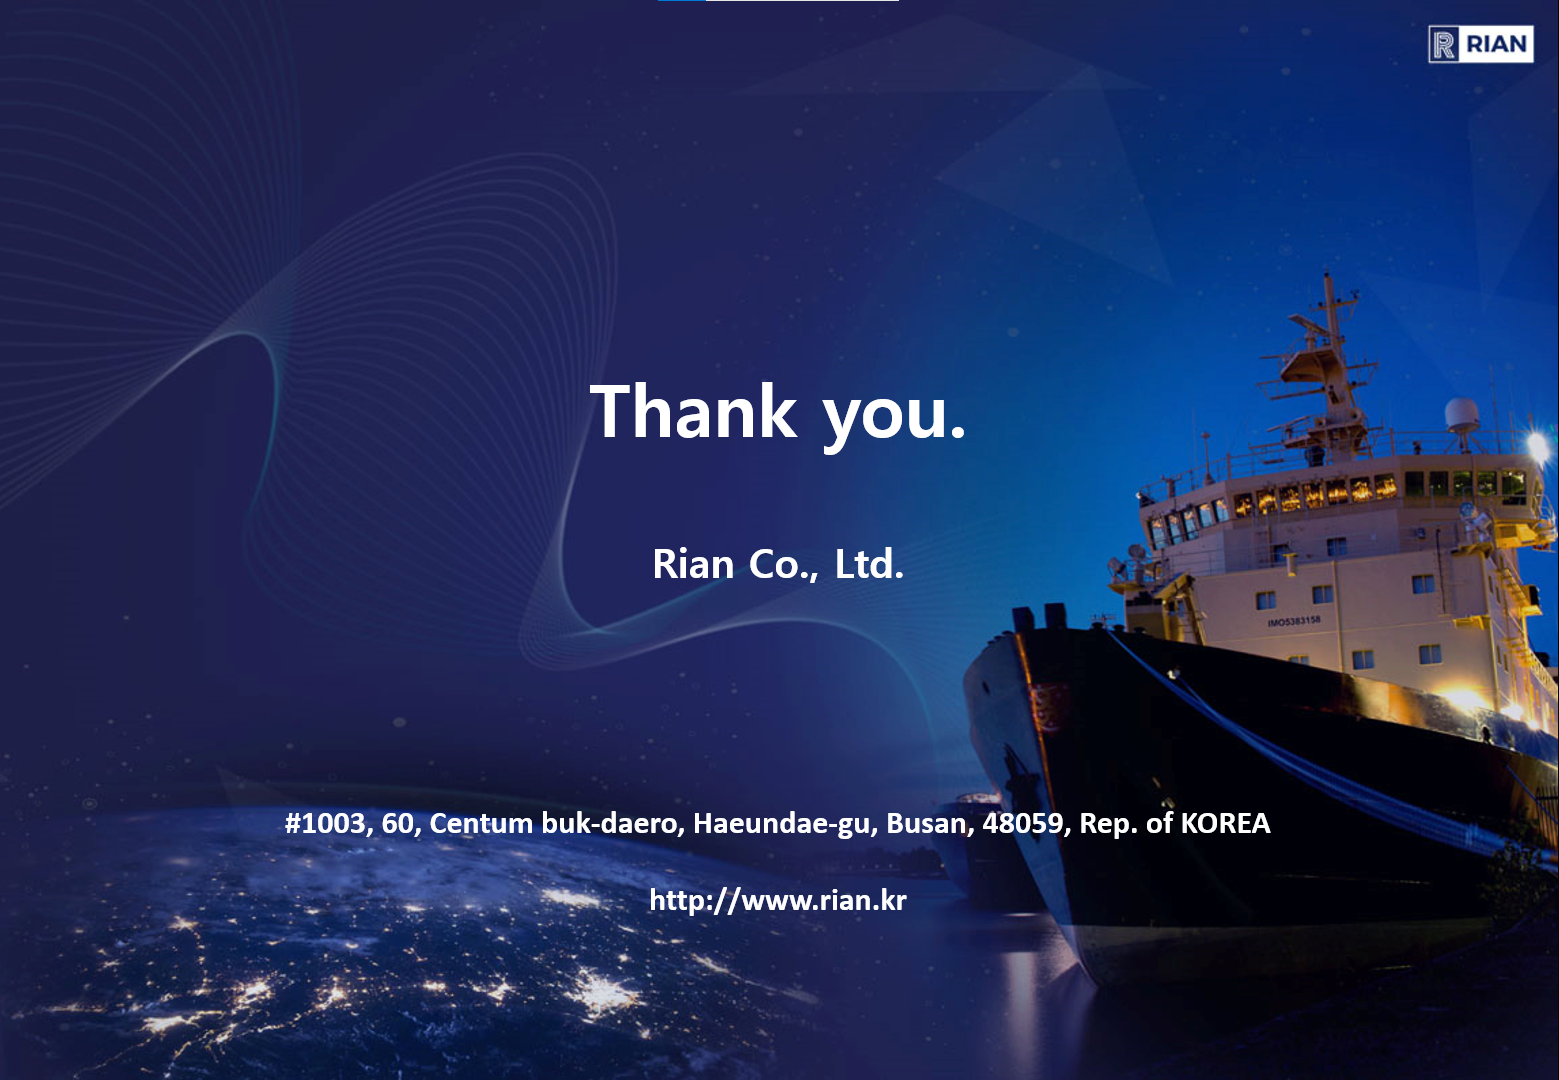 RIAN
Thank you.
Rian Co., Ltd.
IMO5383158
#1003, 60, Centum buk-daero, Haeundae-gu, Busan, 48059, Rep. of KOREA
http://www.rian.kr